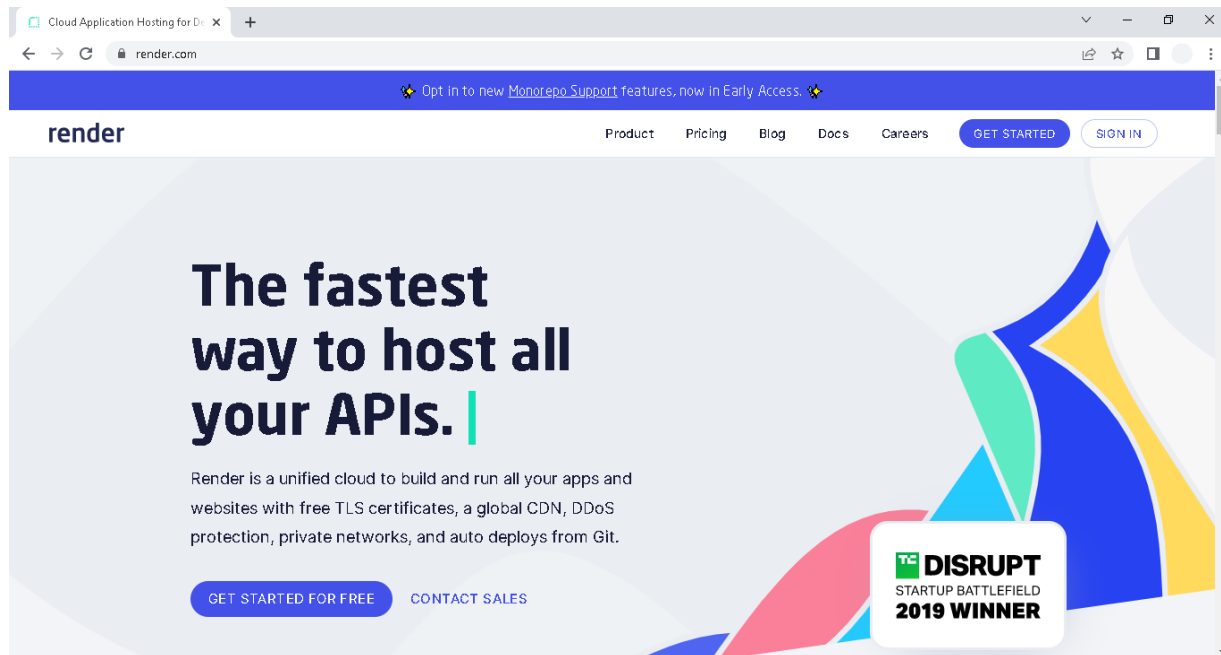 Cloud Application Hosting for De
render.com
Opt in to new Monorepo Support features, now in Early Access.
render
Product Pricing Blog Docs Careers GET STARTED SIGN IN
The fastest
way to host all
your APIs.
Render is a unified cloud to build and run all your apps and
websites with free TLS certificates, a global CDN, DDoS
protection, private networks, and auto deploys from Git.
GET STARTED FOR FREE CONTACT SALES
TC DISRUPT
STARTUP BATTLEFIELD
2019 WINNER